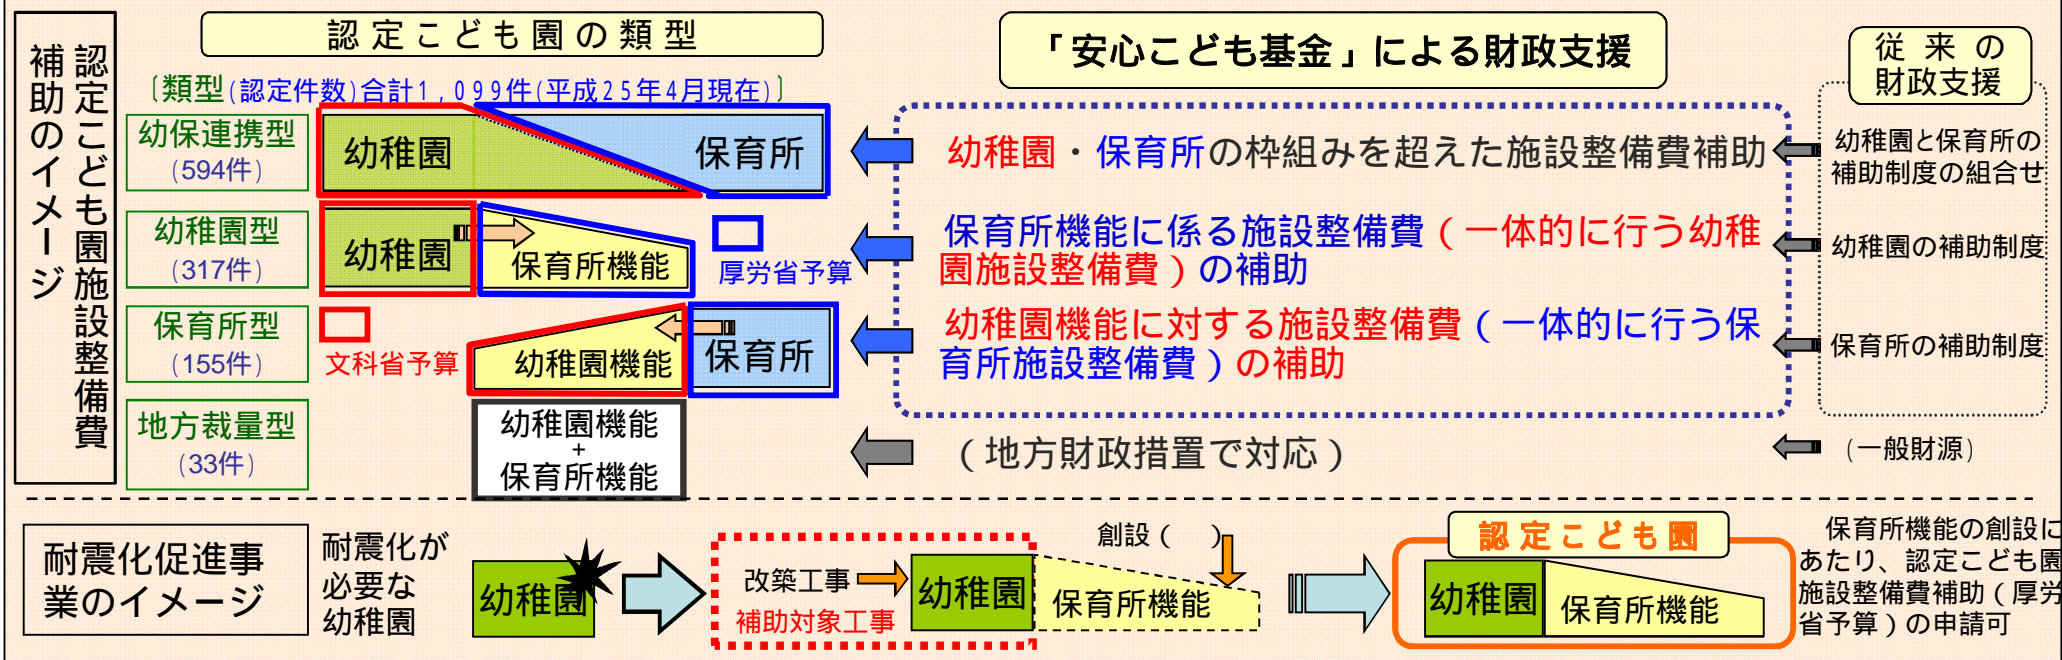 認定こども園施設整備費
補助のイメージ
認定こども園の類型
「安心こども基金」による財政支援
従来の
財政支援
〔類型(認定件数)合計1,099件(平成25年4月現在)〕
幼保連携型
(594件)
幼稚園
保育所
幼稚園・保育所の枠組みを超えた施設整備費補助
幼稚園と保育所の
補助制度の組合せ
幼稚園型
(317件)
幼稚園
保育所機能
厚労省予算
保育所機能に係る施設整備費(一体的に行う幼稚
園施設整備費)の補助
幼稚園の補助制度
保育所型
(155件)
文科省予算
幼稚園機能
保育所
幼稚園機能に対する施設整備費(一体的に行う保
育所施設整備費)の補助
保育所の補助制度
地方裁量型
(33件)
幼稚園機能
+
保育所機能
(地方財政措置で対応)
(一般財源)
耐震化促進事
業のイメージ
耐震化が
必要な
幼稚園
幼稚園
改築工事
補助対象工事
幼稚園
創設( )
保育所機能
認定こども園
幼稚園
保育所機能
保育所機能の創設に
あたり、認定こども園
施設整備費補助(厚労
省予算)の申請可